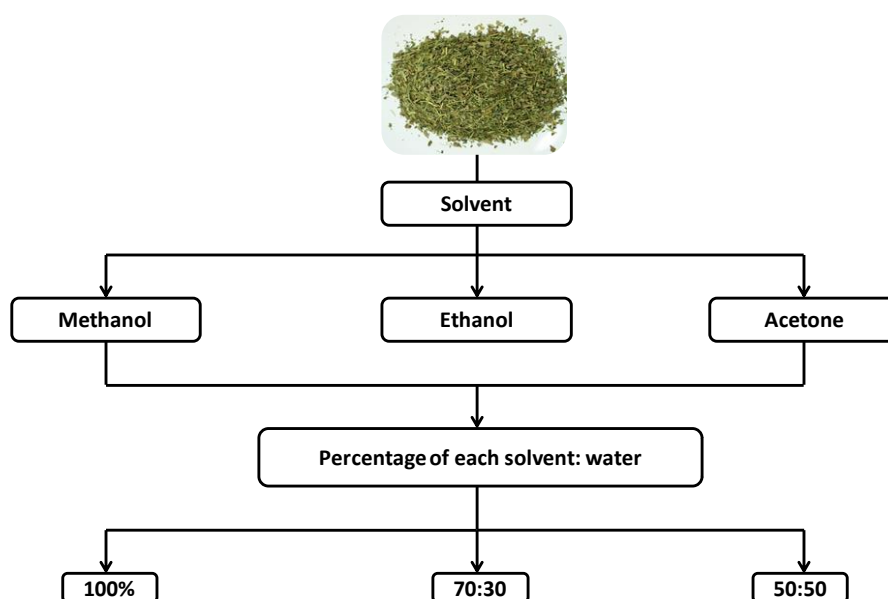 Solvent
Methanol
Ethanol
Acetone
Percentage of each solvent: water
100%
70:30
50:50